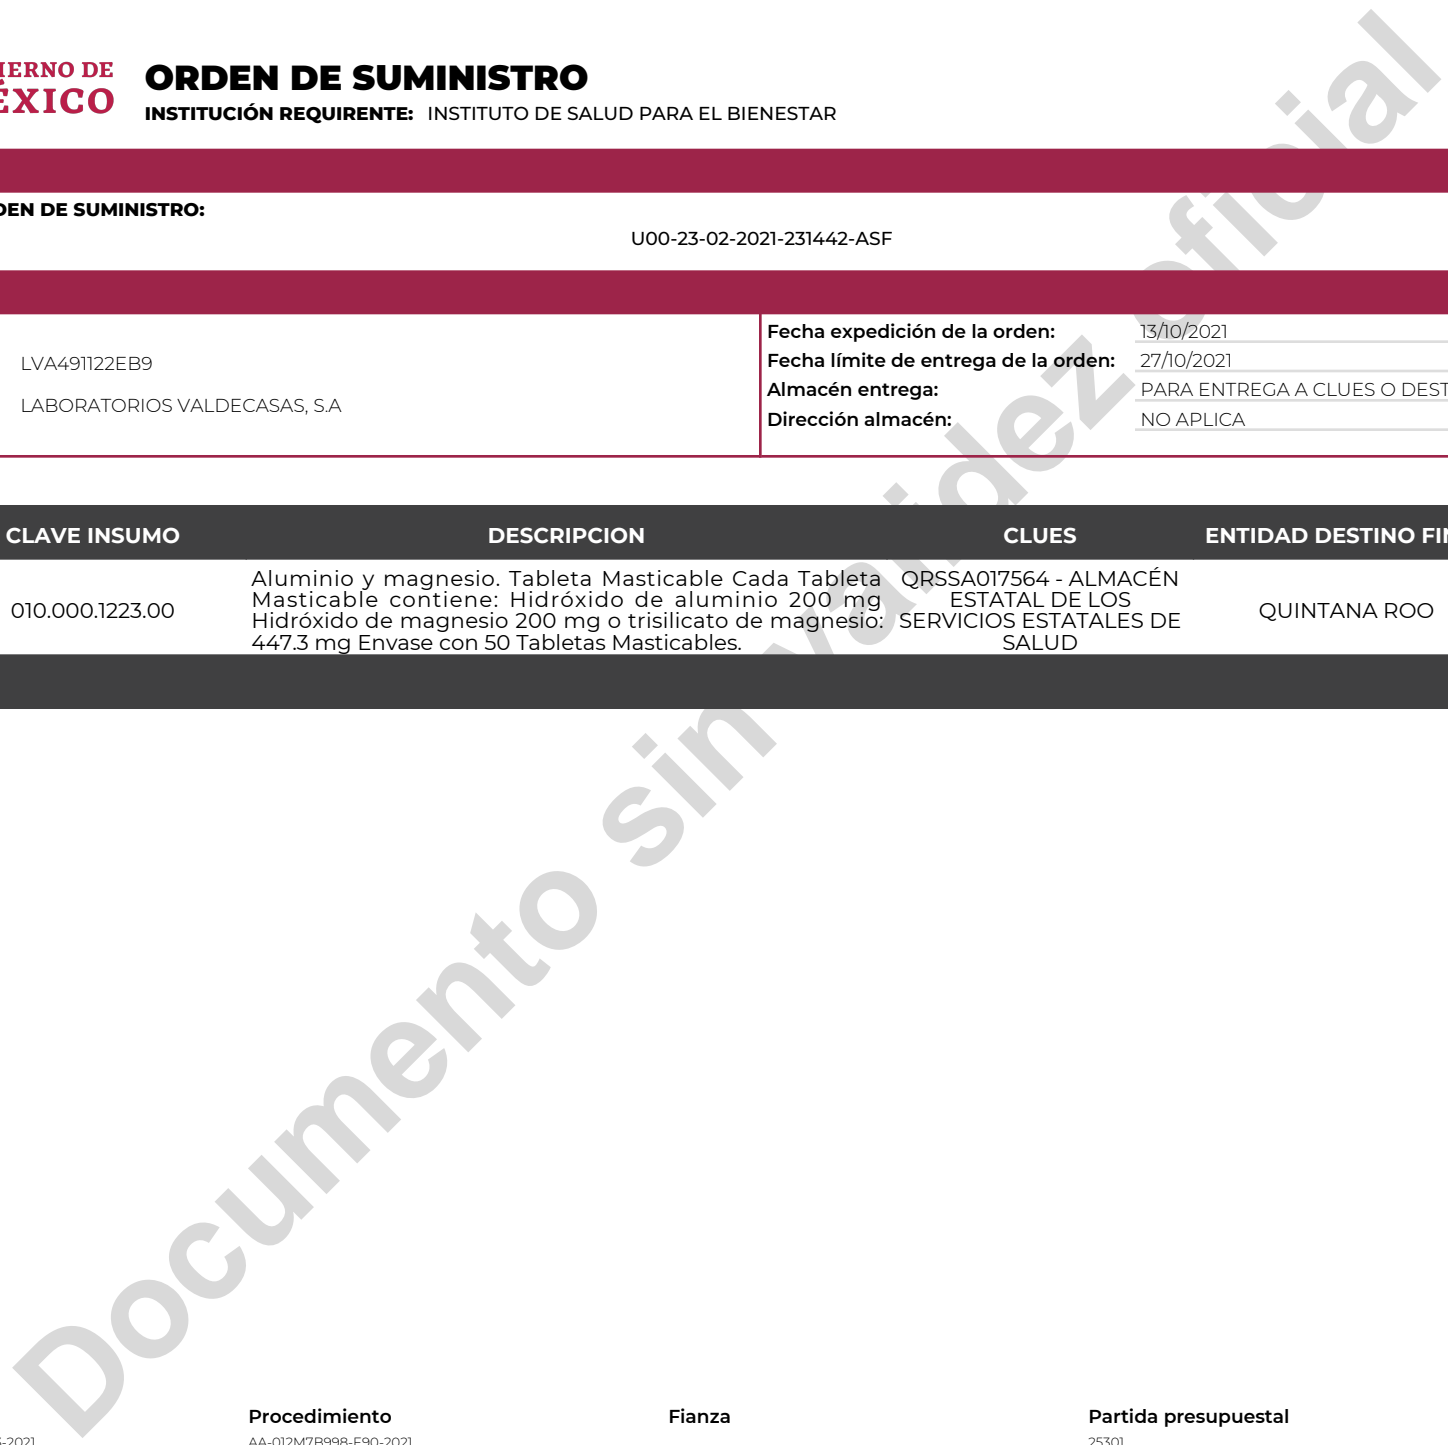 ORDEN DE SUMINISTRO
INSTITUCIÓN REQUIRENTE: INSTITUTO DE SALUD PARA EL BIENESTAR
DE SUMINISTRO:
U00-23-02-2021-231442-ASF
LVA491122EB9
LABORATORIOS VALDECASAS, S.A
Fecha expedición de la orden: 13/10/2021
Fecha límite de entrega de la orden: 27/10/2021
Almacén entrega: PARA ENTREGA A CLUES O DEST
Dirección almacén: NO APLICA
CLAVE INSUMO DESCRIPCION CLUES ENTIDAD DESTINO
010.000.1223.00
Aluminio y magnesio. Tableta Masticable Cada Tableta
Masticable contiene: Hidróxido de aluminio 200 mg
Hidróxido de magnesio 200 mg o trisilicato de magnesio:
447.3 mg Envase con 50 Tabletas Masticables.
QRSSA017564 - ALMACÉN
ESTATAL DE LOS
SERVICIOS ESTATALES DE
SALUD
QUINTANA ROO
Documento sin validez oficial
Procedimiento Fianza Partida presupuestal
AA-012M7B998-E90-2021 25301